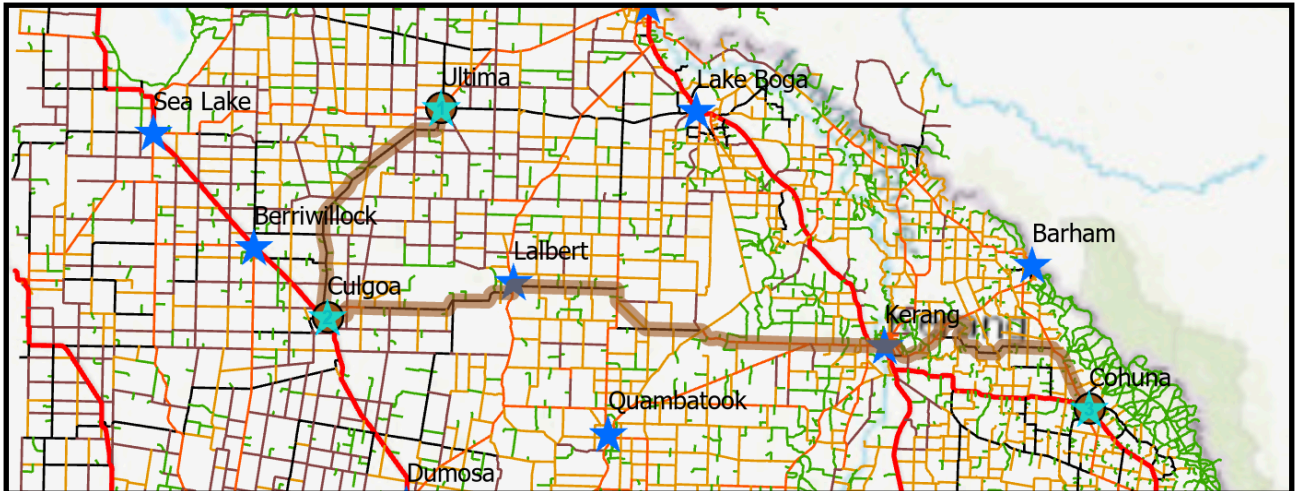 Ultima
Lake Boga
Sea Lake
Berriwillock
Barham
Lalbert
Culgoa
Kerang
Cohuna
Quambatook
Dumosa